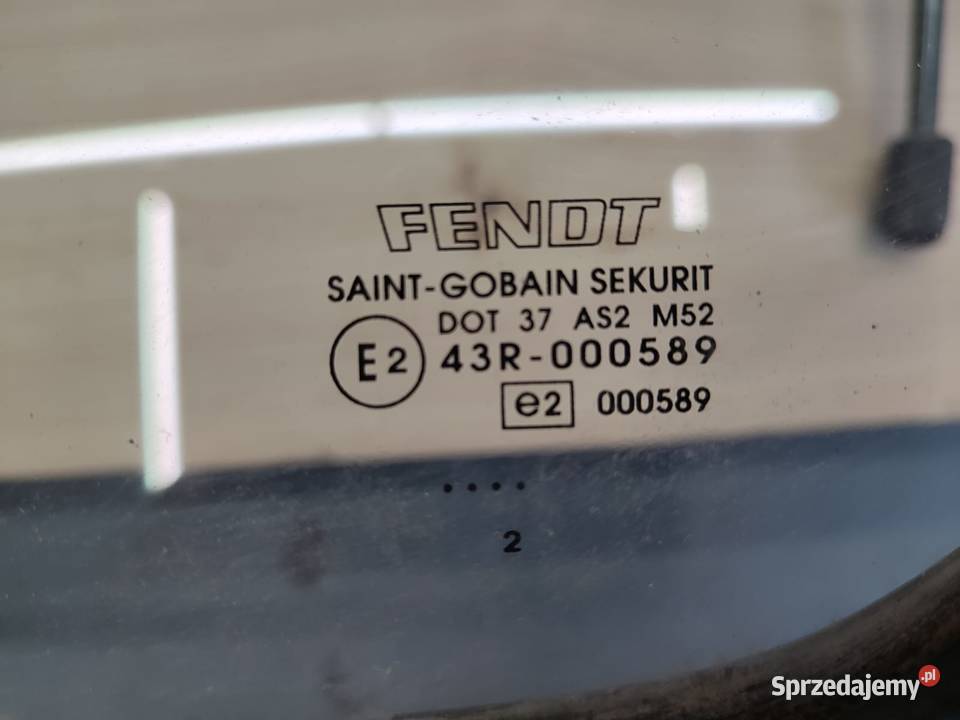 FENDT
SAINT-GOBAIN SEKURIT
DOT 37 AS2 M52
E2 43R-000589
e2 000589
....
2
Sprzedajemy.pl